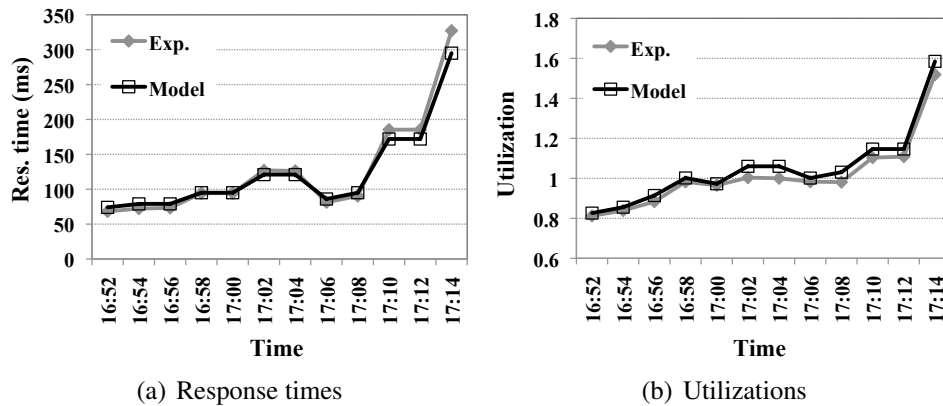 350
300
250
200
150
100
50
0
Res. time (ms)
Exp.
Model
16:52 16:54 16:56 16:58 17:00 17:02 17:04 17:06 17:08 17:10 17:12 17:14
Time
(a) Response times
1.8
1.6
1.4
1.2
1
0.8
0.6
Utilization
Exp.
Model
16:52 16:54 16:56 16:58 17:00 17:02 17:04 17:06 17:08 17:10 17:12 17:14
Time
(b) Utilizations